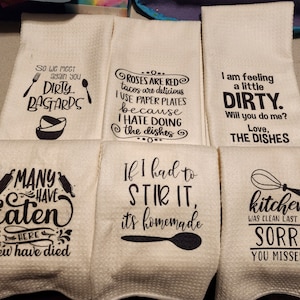 So we meet
again you
DIRTY
BASTARDS
ROSES ARE RED
tacos are delicious
I USE PAPER PLATES
because
I HATE DOING
the dishes
I am feeling
a little
DIRTY.
Will you do me?
Love,
THE DISHES
MANY
HAVE
Eaten
HERE
few have died
If I had to
STIR IT,
it's homemade
kitchen
WAS CLEAN LAST
SORRY
YOU MISSED